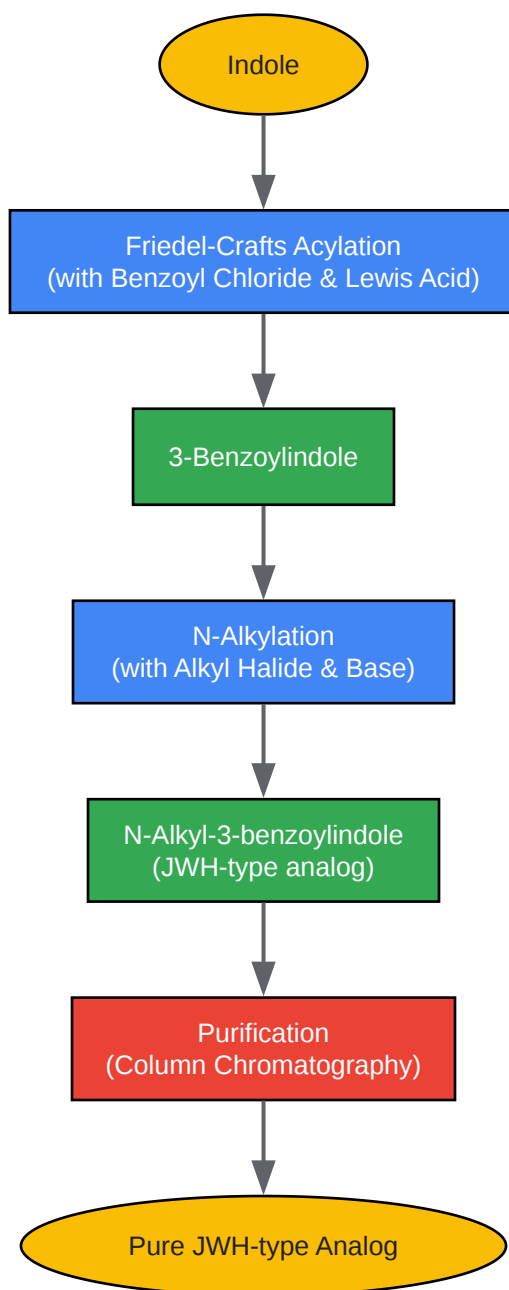 Indole
Friedel-Crafts Acylation
(with Benzoyl Chloride & Lewis Acid)
3-Benzoylindole
N-Alkylation
(with Alkyl Halide & Base)
N-Alkyl-3-benzoylindole
(JWH-type analog)
Purification
(Column Chromatography)
Pure JWH-type Analog